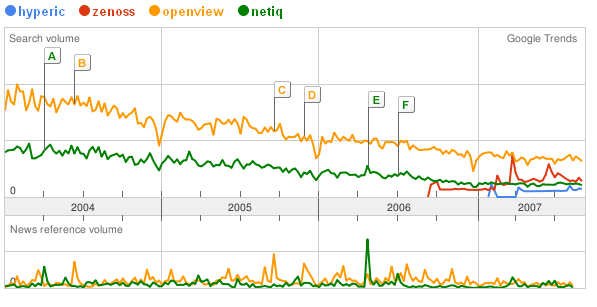 hyperic zenoss openview netiq
Search volume Google Trends
A
B
C
D
E
F
0
2004 2005 2006 2007
News reference volume
0